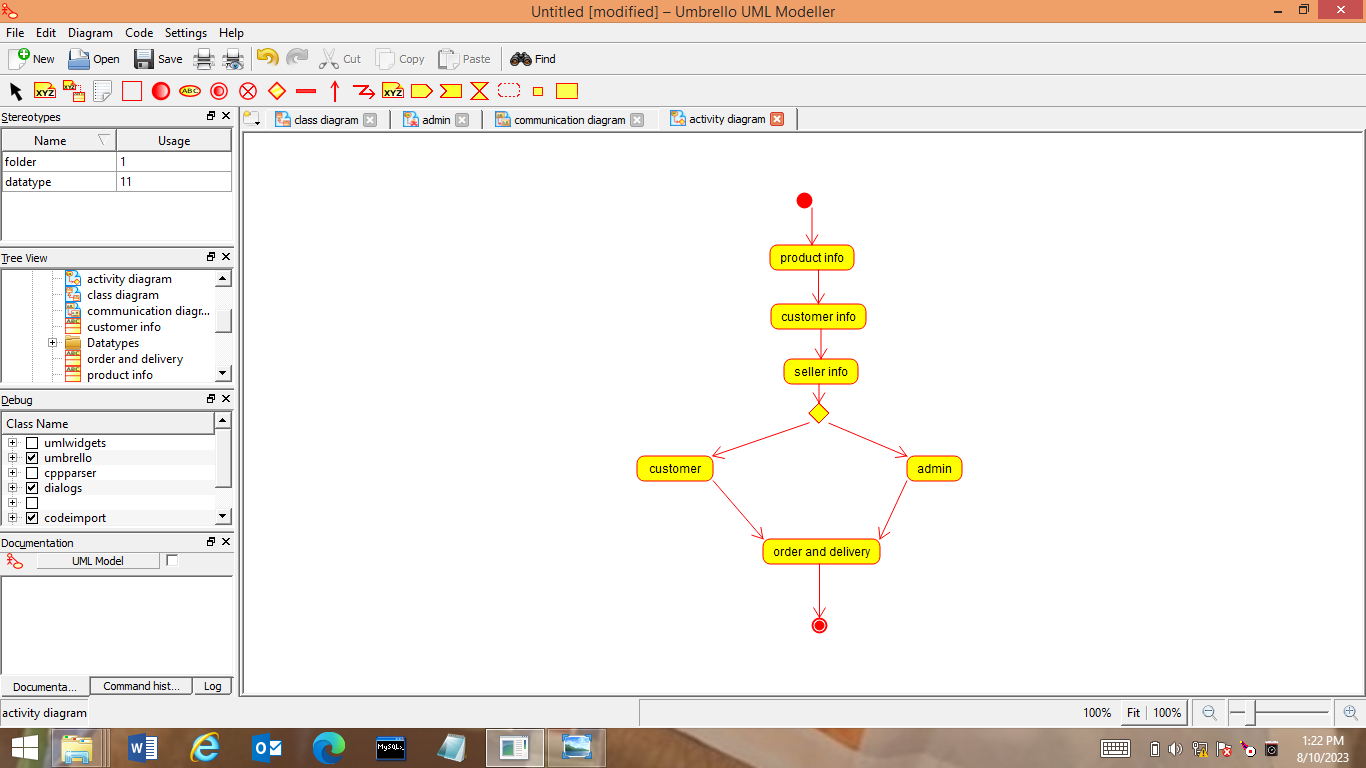 Untitled [modified] – Umbrello UML Modeller
File Edit Diagram Code Settings Help
New Open Save Cut Copy Paste Find
XYZ XYZ ABC XYZ
Stereotypes
class diagram admin communication diagram activity diagram
Name Usage
folder 1
datatype 11
Tree View
activity diagram
class diagram
communication diagr...
customer info
Datatypes
order and delivery
product info
Debug
Class Name
umlwidgets
umbrello
cppparser
dialogs
codeimport
Documentation
UML Model
Documenta... Command hist... Log
product info
customer info
seller info
customer admin
order and delivery
activity diagram 100% Fit 100%
MySQL
1:22 PM
8/10/2023